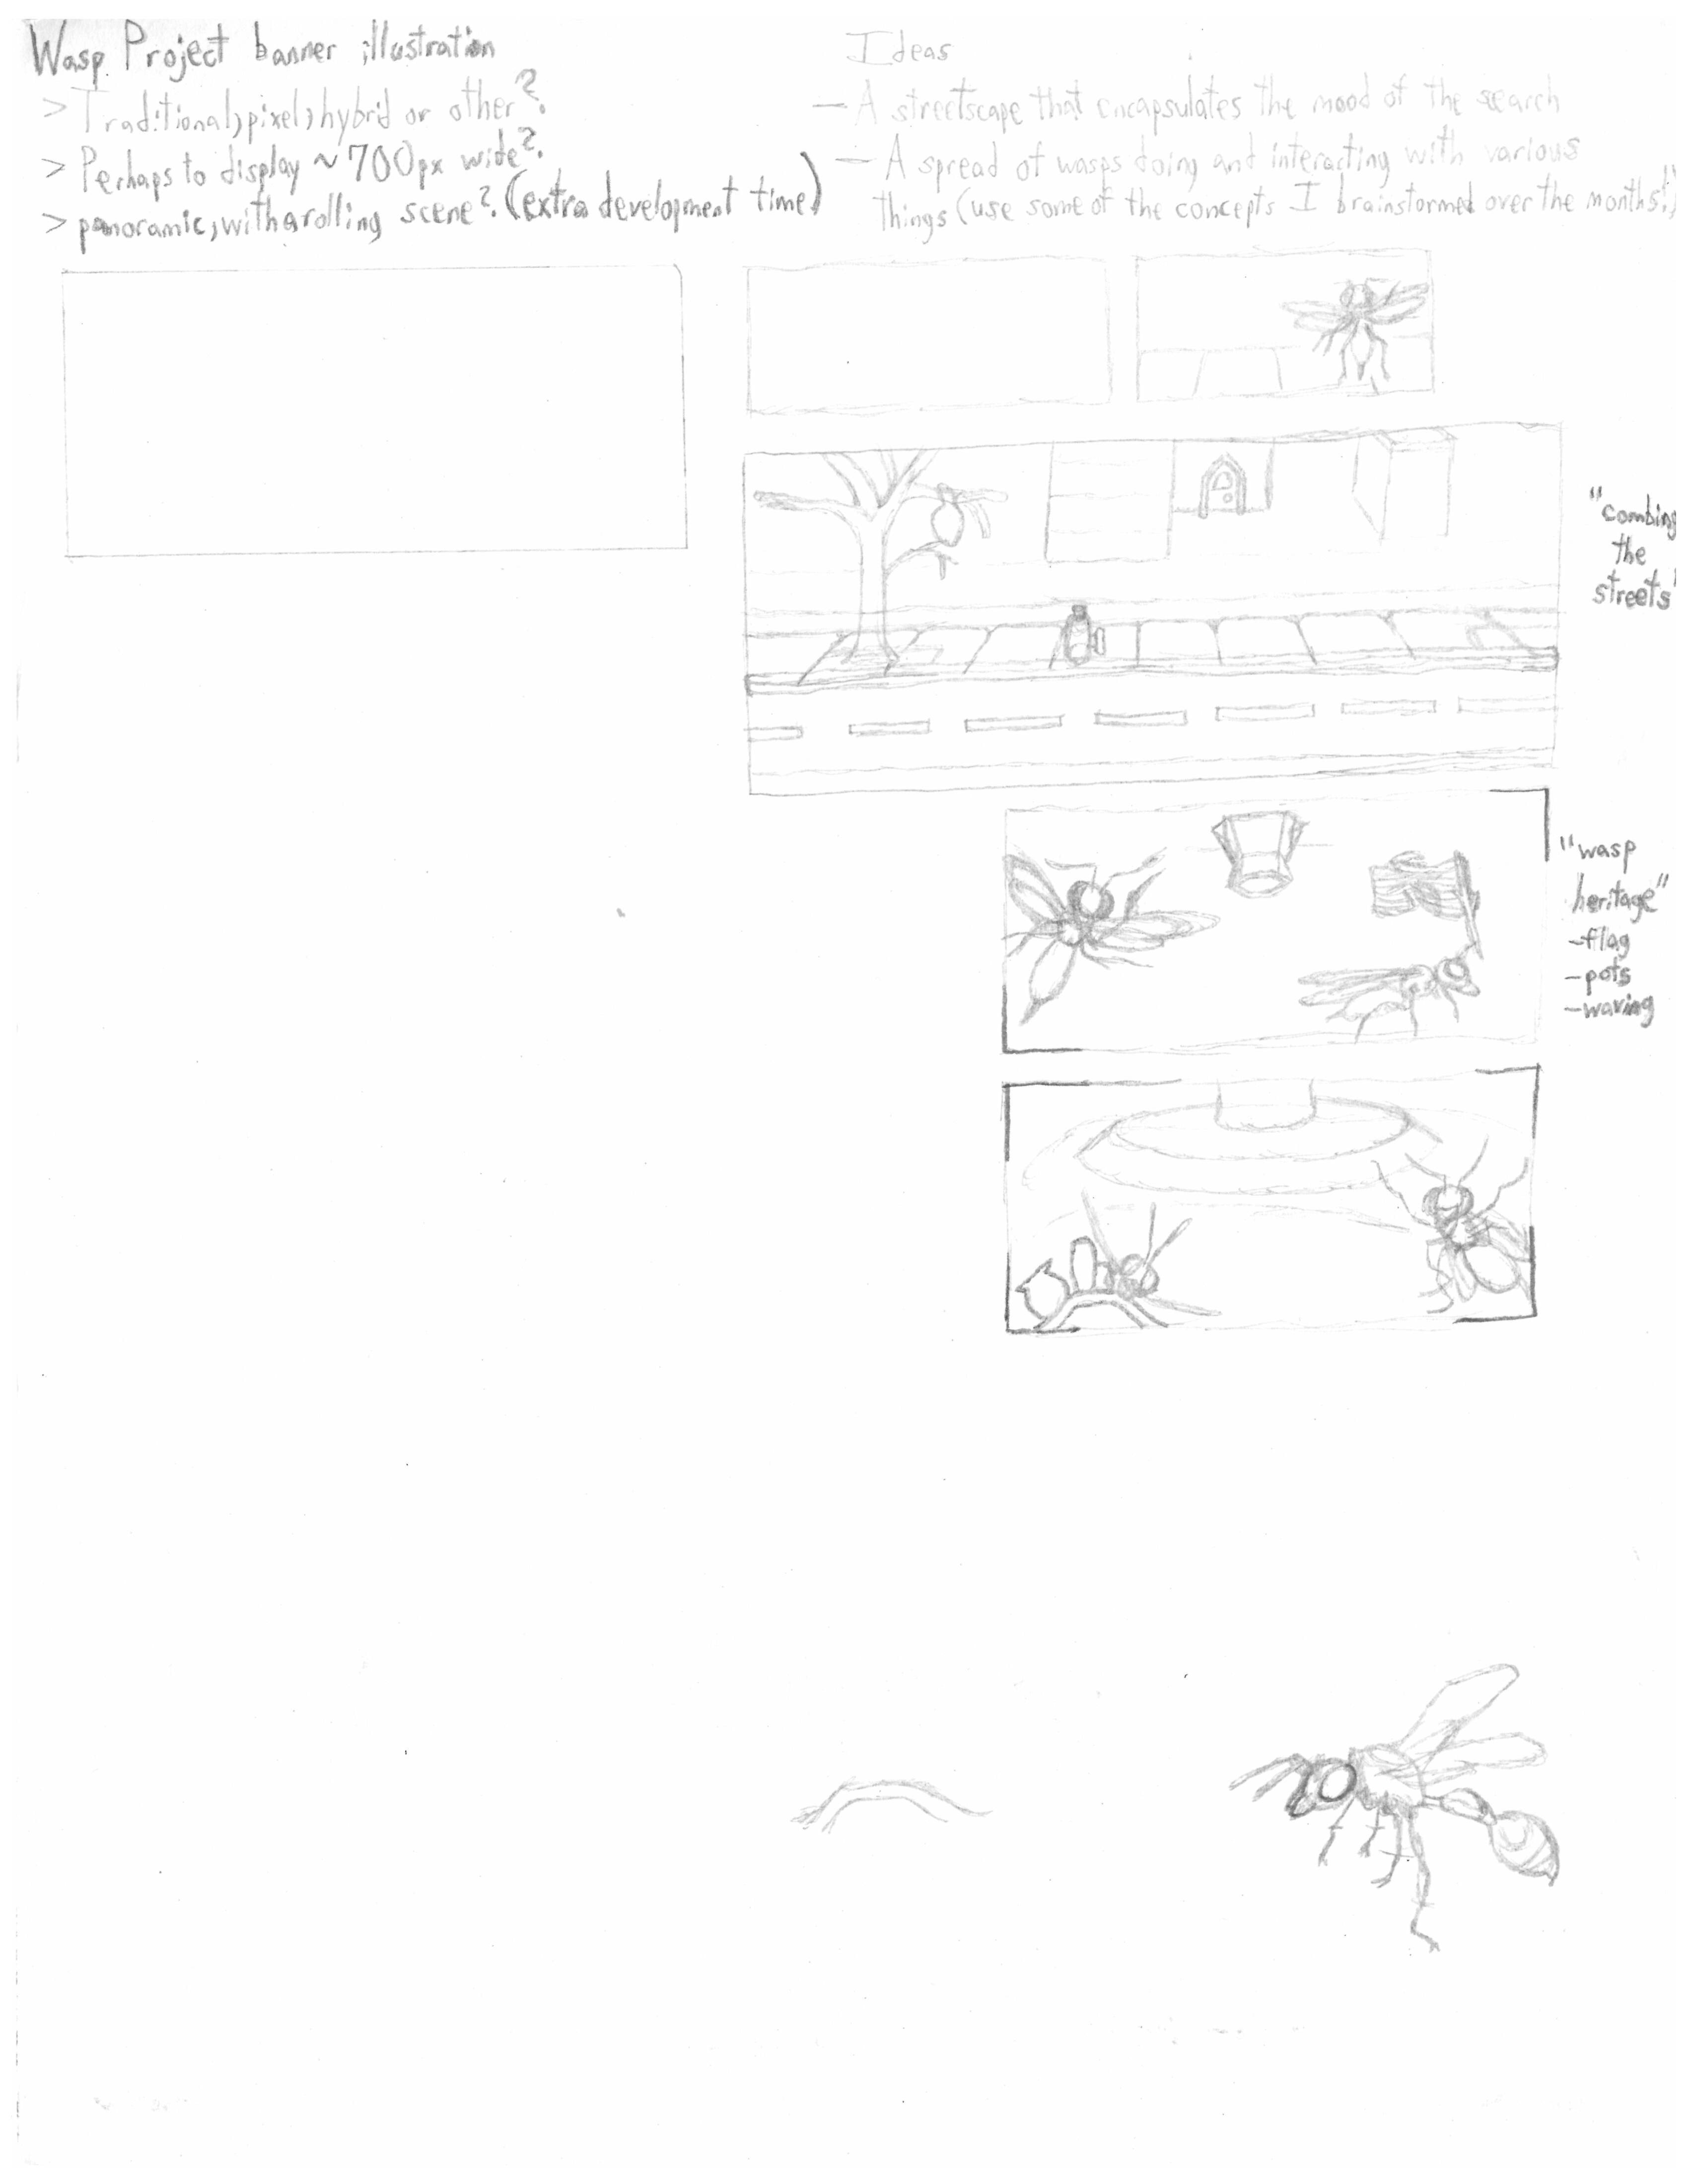 Wasp Project banner illustration
> Traditional, pixel, hybrid or other?
> Perhaps to display ~700px wide?
> panoramic, with a rolling scene? (extra development time)
Ideas
- A streetscape that encapsulates the mood of the search
- A spread of wasps doing and interacting with various
things (use some of the concepts I brainstormed over the months!)
"combing
the
streets"
"wasp
heritage"
-flag
-pots
-waving